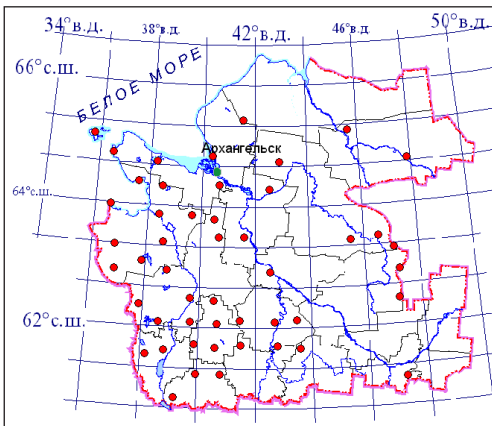 34°в.д.
38°в.д.
42°в.д.
46°в.д.
50°в.д.
66°с.ш.
БЕЛОЕ МОРЕ
Архангельск
64°с.ш.
62°с.ш.